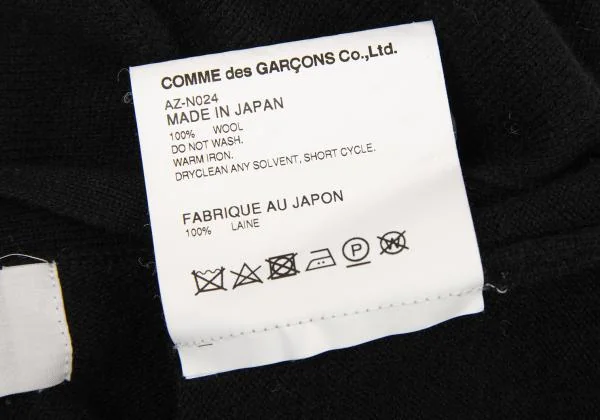 COMME des GARÇONS Co.,Ltd.
AZ-N024
MADE IN JAPAN
100% WOOL
DO NOT WASH.
WARM IRON.
DRYCLEAN ANY SOLVENT, SHORT CYCLE.
FABRIQUE AU JAPON
100% LAINE
P W